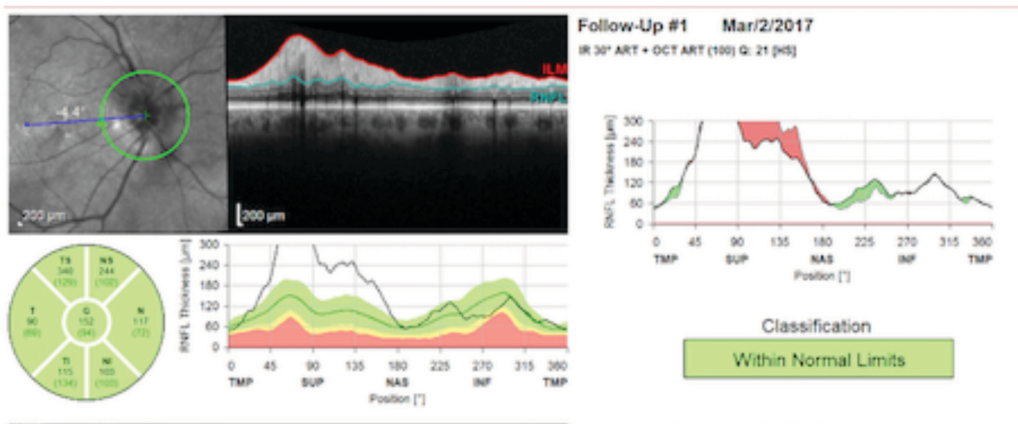 Follow-Up #1 Mar/2/2017
IR 30° ART + OCT ART (100) Q: 21 [HS]
-4.4°
ILM
RNFL
200 µm
200 µm
RNFL Thickness [µm]
300
240
180
120
60
0
0 45 90 135 180 225 270 315 360
TMP SUP NAS INF TMP
Position [°]
TS
340
(129)
NS
244
(102)
T
90
(69)
G
152
(94)
N
117
(72)
TI
115
(134)
NI
103
(103)
RNFL Thickness [µm]
300
240
180
120
60
0
0 45 90 135 180 225 270 315 360
TMP SUP NAS INF TMP
Position [°]
Classification
Within Normal Limits